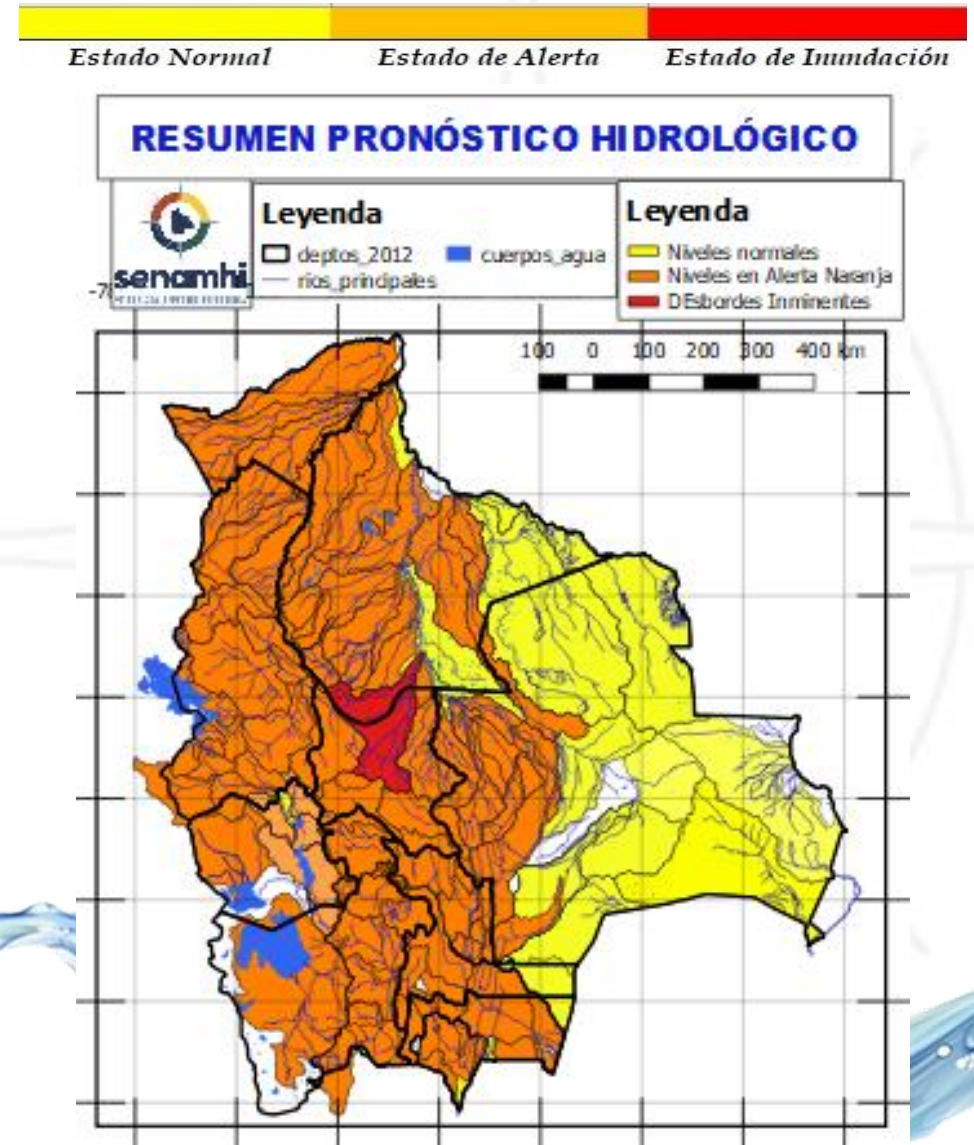 Estado Normal Estado de Alerta Estado de Inundación
RESUMEN PRONÓSTICO HIDROLÓGICO
senamhi
Leyenda
deptos_2012 cuerpos_agua
rios_principales
Leyenda
Niveles normales
Niveles en Alerta Naranja
DEsbordes Inminentes
100 0 100 200 300 400 km